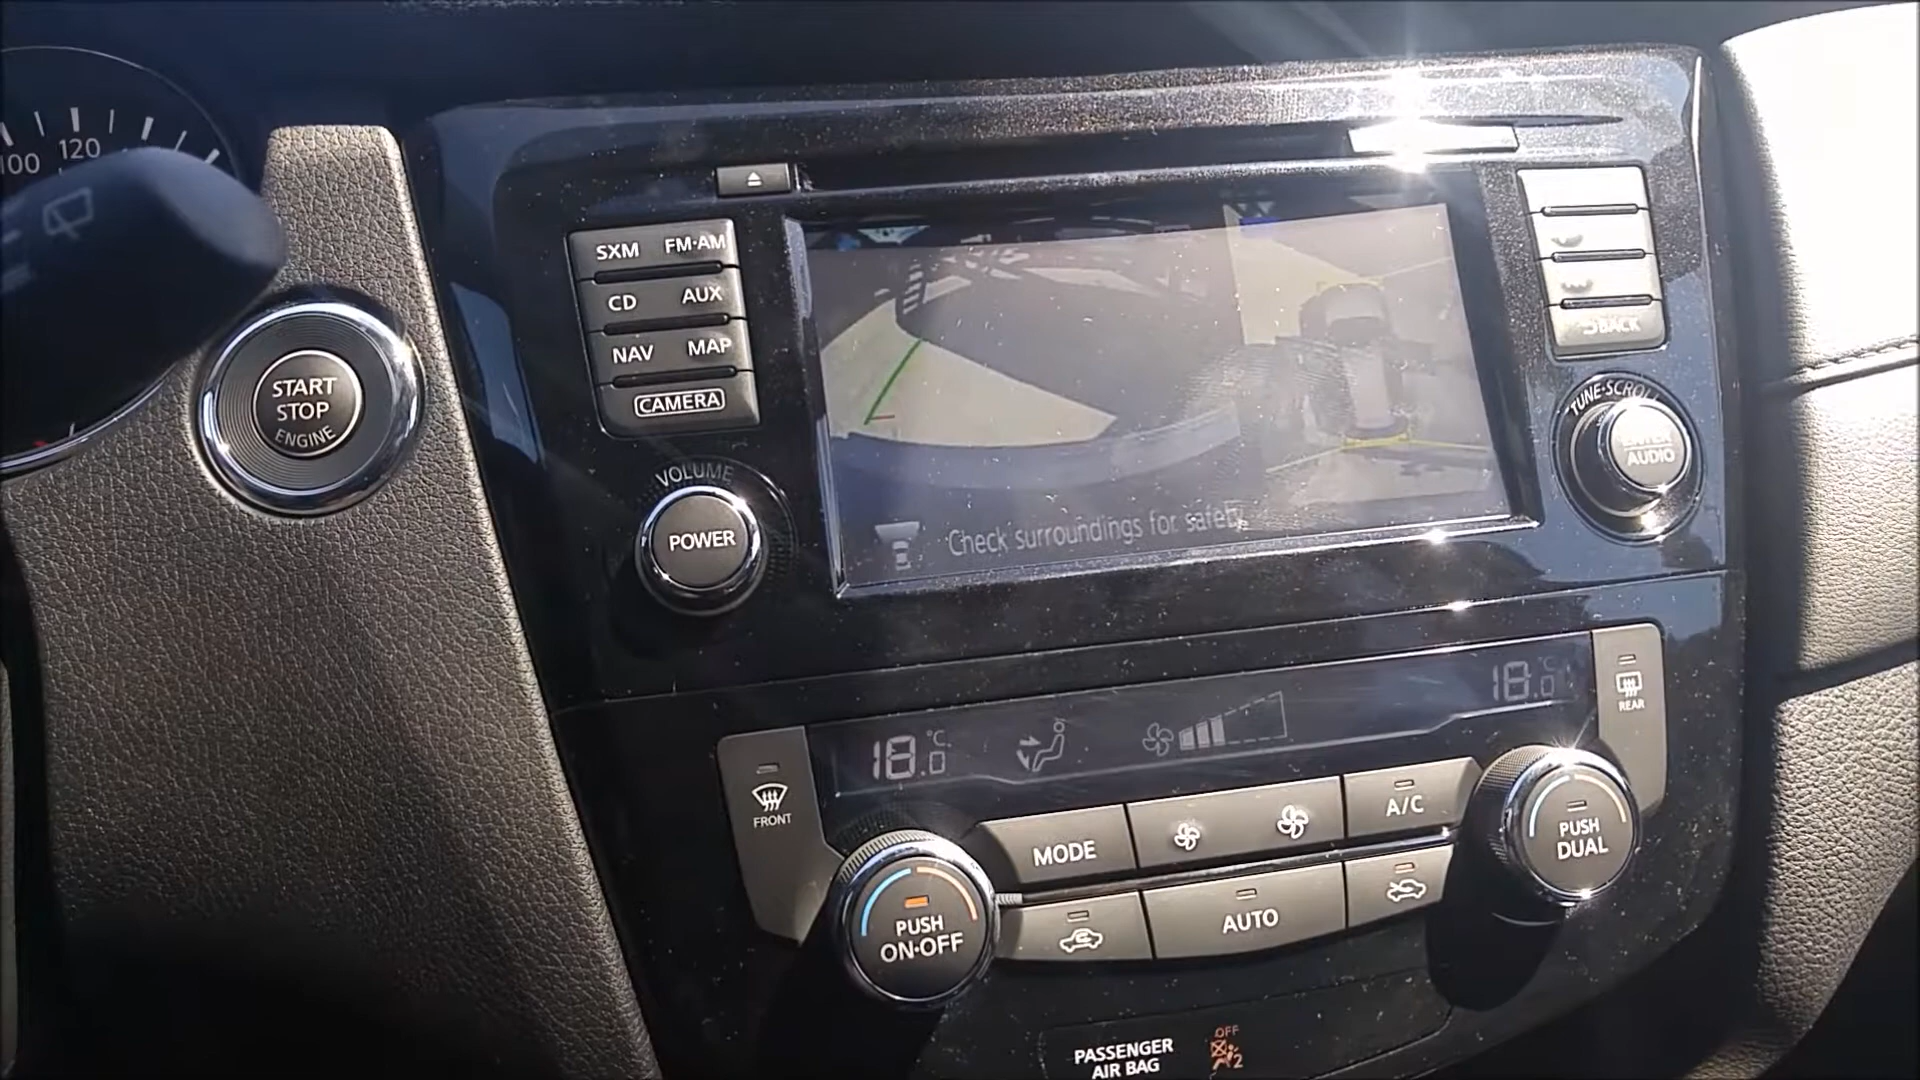 100 120
START
STOP
ENGINE
SXM FM·AM
CD AUX
NAV MAP
CAMERA
VOLUME
POWER
Check surroundings for safety
BACK
TUNE·SCROLL
ENTER
AUDIO
18.0 °C
18.0 °C
FRONT
REAR
MODE
A/C
AUTO
PUSH
ON·OFF
PUSH
DUAL
PASSENGER
AIR BAG
OFF
2